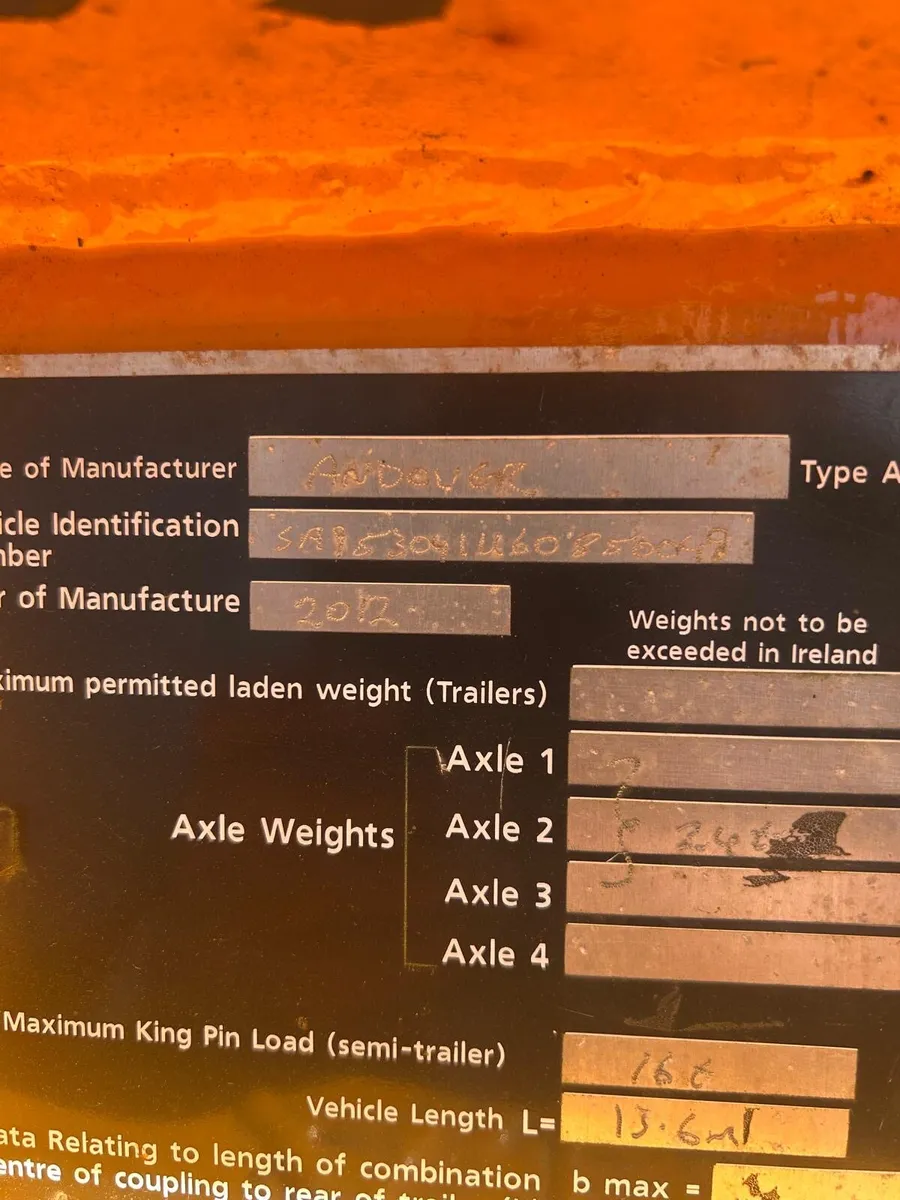 e of Manufacturer ANDOVER Type A
icle Identification
nber
r of Manufacture 2012
Weights not to be
exceeded in Ireland
ximum permitted laden weight (Trailers)
Axle 1
Axle Weights Axle 2 24t
Axle 3
Axle 4
Maximum King Pin Load (semi-trailer) 16t
Vehicle Length L= 13.6m
ata Relating to length of combination b max =
entre of coupling to rear of